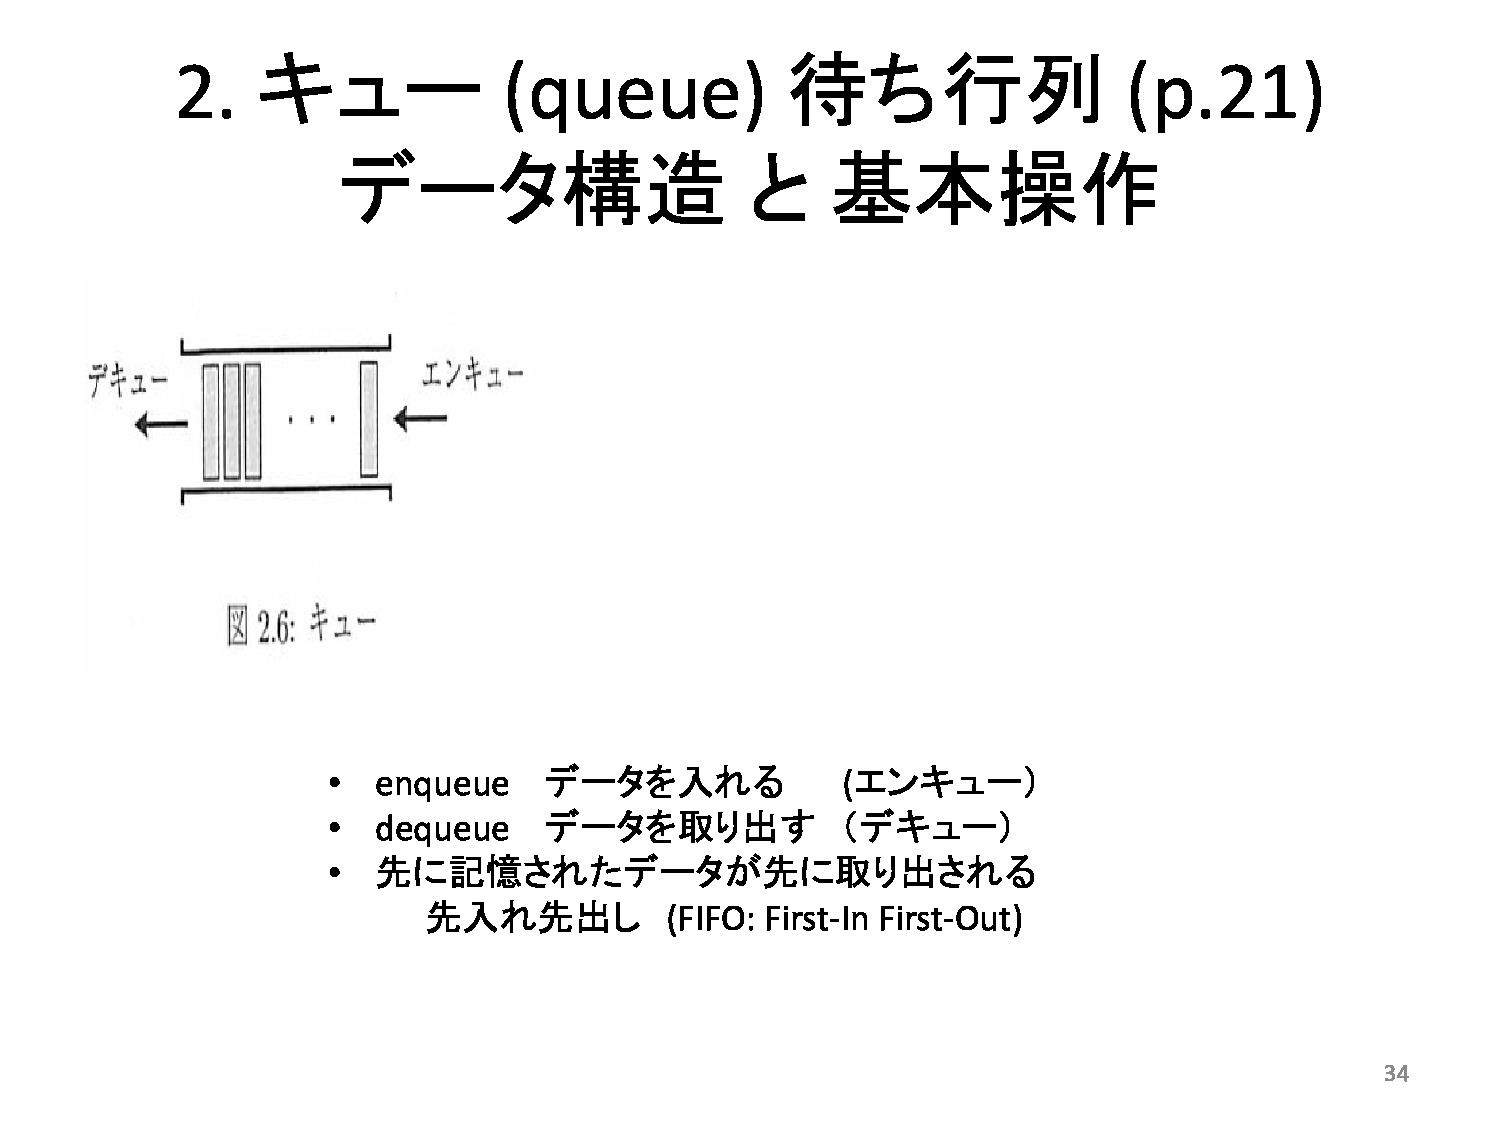 2. キュー (queue) 待ち行列 (p.21)
データ構造 と 基本操作
デキュー
エンキュー
. . .
図 2.6: キュー
• enqueue　データを入れる　(エンキュー）
• dequeue　データを取り出す　（デキュー）
• 先に記憶されたデータが先に取り出される
先入れ先出し　(FIFO: First-In First-Out)
34